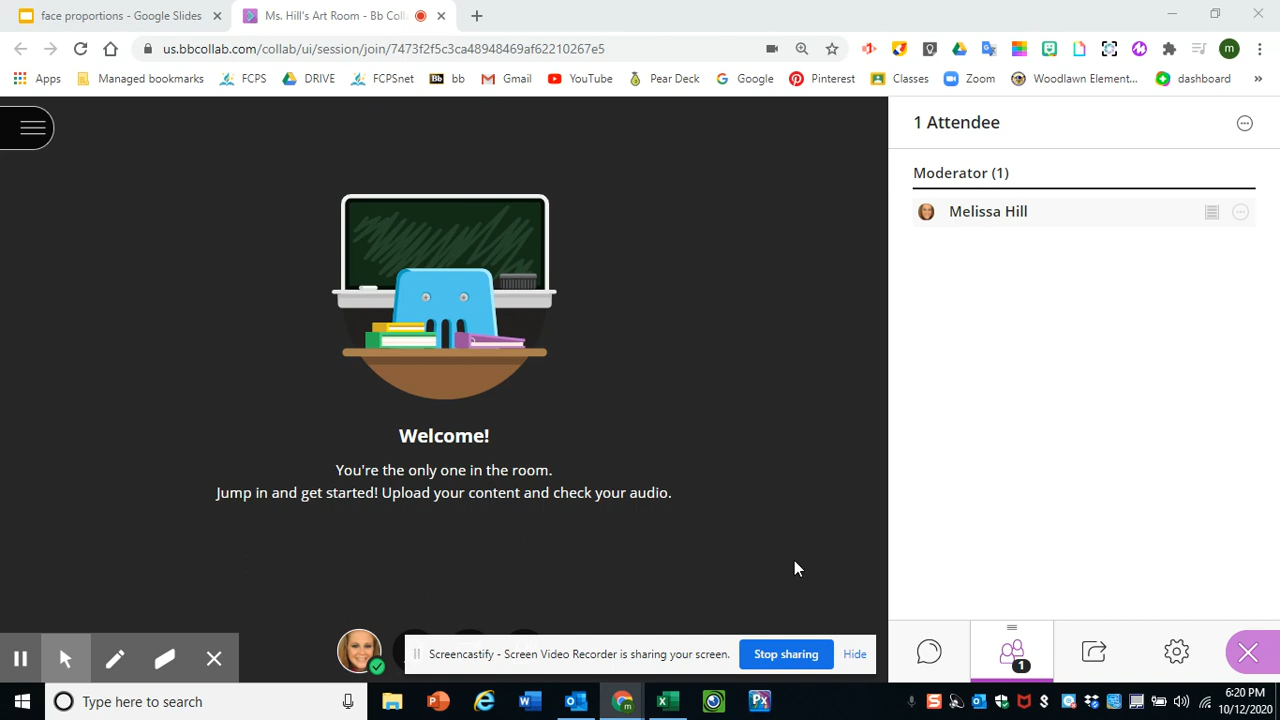 face proportions - Google Slides
Ms. Hill's Art Room - Bb Coll
us.bbcollab.com/collab/ui/session/join/7473f2f5c3ca48948469af62210267e5
m
Apps Managed bookmarks FCPS DRIVE FCPSnet Bb bb Gmail YouTube Pear Deck Google Pinterest Classes Zoom Woodlawn Element... dashboard »
1 Attendee
Moderator (1)
Melissa Hill
Welcome!
You're the only one in the room.
Jump in and get started! Upload your content and check your audio.
Screencastify - Screen Video Recorder is sharing your screen. Stop sharing Hide
1
Type here to search
6:20 PM
10/12/2020